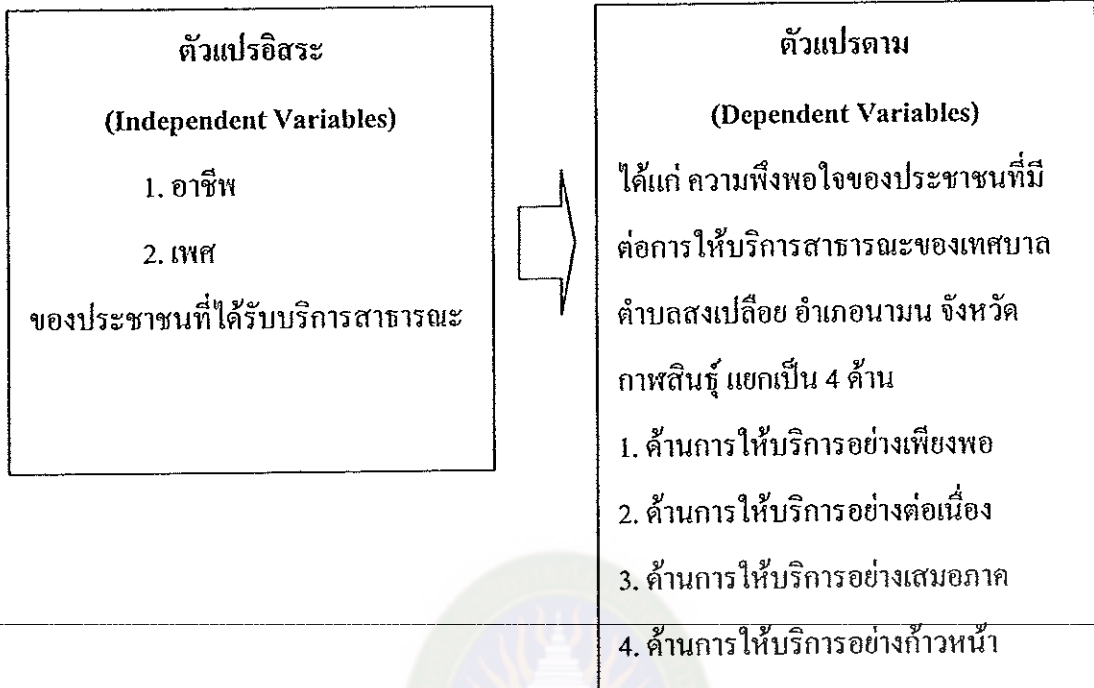 ตัวแปรอิสระ
(Independent Variables)
1. อาชีพ
2. เพศ
ของประชาชนที่ได้รับบริการสาธารณะ
ตัวแปรตาม
(Dependent Variables)
ได้แก่ ความพึงพอใจของประชาชนที่มี
ต่อการให้บริการสาธารณะของเทศบาล
ตำบลสงเปลือย อำเภอนามน จังหวัด
กาฬสินธุ์ แยกเป็น 4 ด้าน
1. ด้านการให้บริการอย่างเพียงพอ
2. ด้านการให้บริการอย่างต่อเนื่อง
3. ด้านการให้บริการอย่างเสมอภาค
4. ด้านการให้บริการอย่างก้าวหน้า